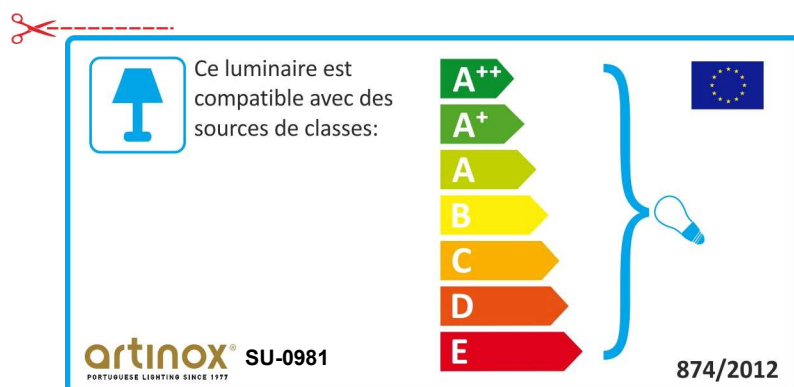 Ce luminaire est
compatible avec des
sources de classes:
A++
A+
A
B
C
D
E
artinox® SU-0981
PORTUGUESE LIGHTING SINCE 1977
874/2012